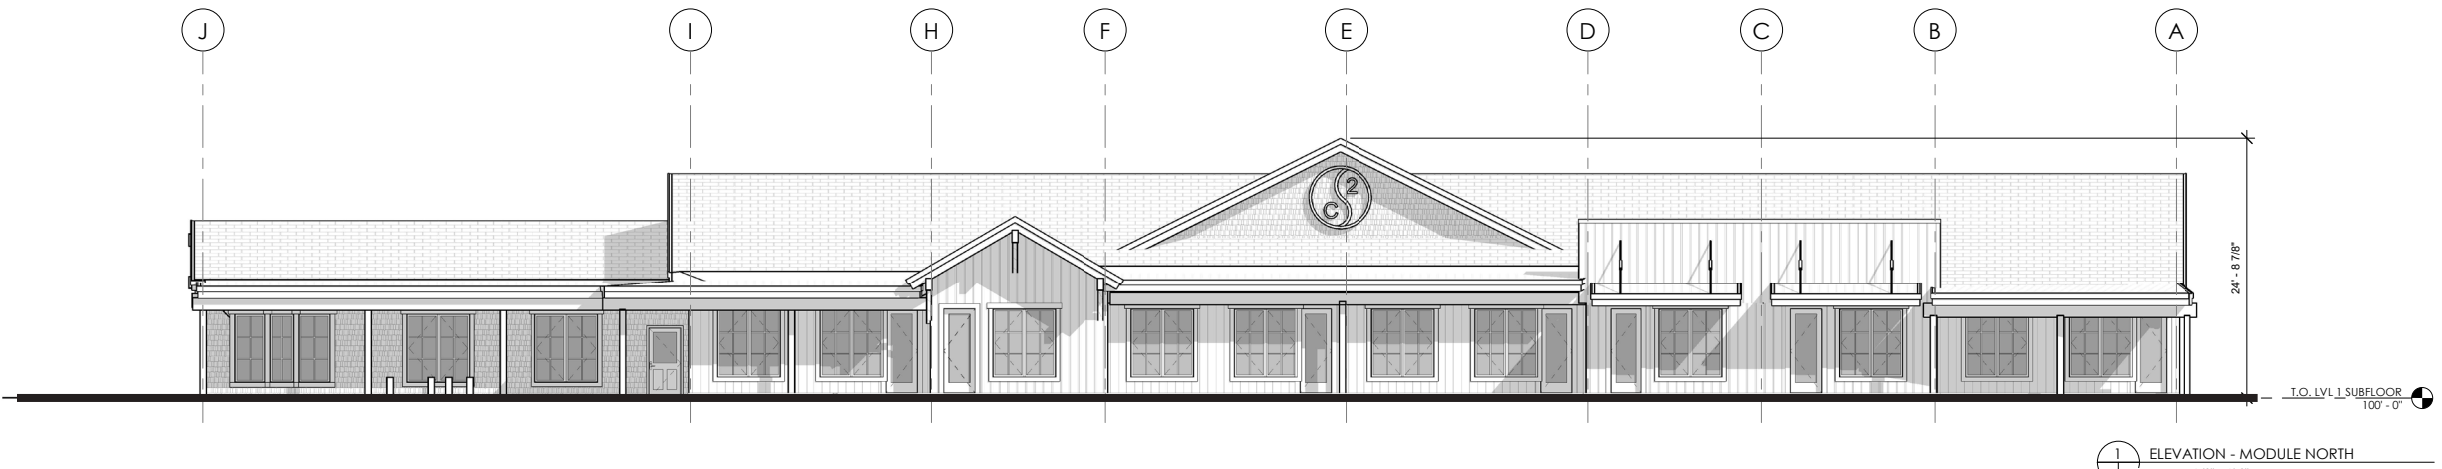 J I H F E D C B A
2
C
24' - 8 7/8"
T.O. LVL 1 SUBFLOOR
100' - 0"
1 ELEVATION - MODULE NORTH